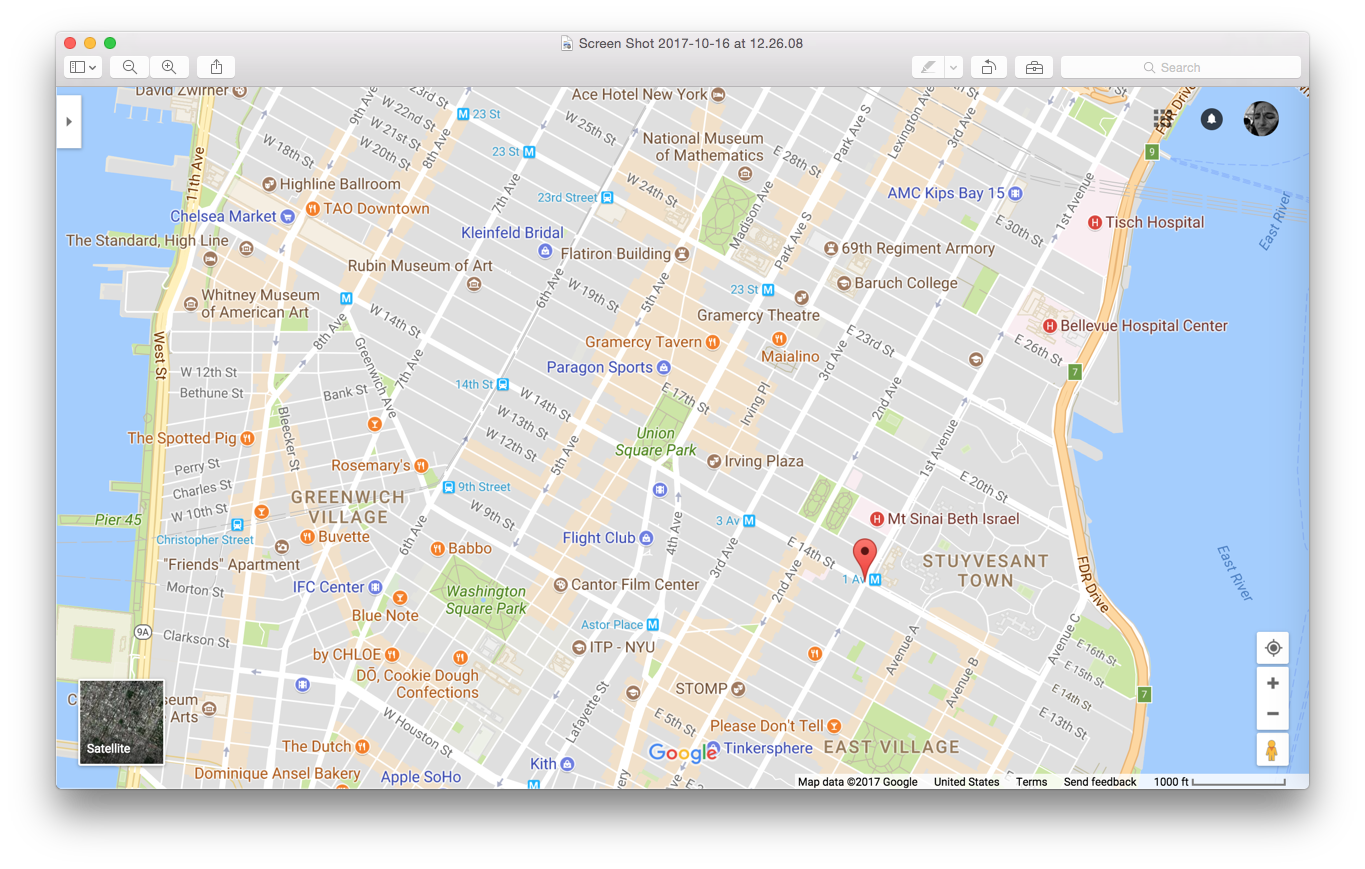 Screen Shot 2017-10-16 at 12.26.08
Search
David Zwirner
9th Ave
W 22nd St
23rd St
W 21st St
W 20th St
8th Ave
23 St
Ace Hotel New York
W 25th St
National Museum
of Mathematics
E 28th St
Park Ave S
Lexington Ave
3rd Ave
FDR Drive
9
11th Ave
W 18th St
23 St
Highline Ballroom
7th Ave
23rd Street
W 24th St
Madison Ave
AMC Kips Bay 15
1st Avenue
Tisch Hospital
East River
Chelsea Market
TAO Downtown
Kleinfeld Bridal
Park Ave S
E 30th St
The Standard, High Line
Flatiron Building
69th Regiment Armory
Rubin Museum of Art
6th Ave
W 19th St
5th Ave
23 St
Baruch College
Whitney Museum
of American Art
W 14th St
Gramercy Theatre
Bellevue Hospital Center
8th Ave
Gramercy Tavern
Maialino
3rd Ave
E 23rd St
E 26th St
West St
W 12th St
Greenwich Ave
7th Ave
Paragon Sports
7
Bethune St
Bank St
14th St
W 14th St
E 17th St
Irving Pl
2nd Ave
W 13th St
W 12th St
Bleecker St
The Spotted Pig
5th Ave
Union
Square Park
1st Avenue
Perry St
Rosemary's
Irving Plaza
Charles St
9th Street
E 20th St
GREENWICH
VILLAGE
W 10th St
W 9th St
Pier 45
6th Ave
4th Ave
3 Av
Mt Sinai Beth Israel
Christopher Street
Buvette
Flight Club
3rd Ave
E 14th St
"Friends" Apartment
Babbo
STUYVESANT
TOWN
East River
Morton St
IFC Center
Washington
Square Park
Cantor Film Center
2nd Ave
1 Av
FDR Drive
Blue Note
Astor Place
9A
Clarkson St
ITP - NYU
Avenue A
Avenue C
E 16th St
by CHLOE
DŌ, Cookie Dough
Confections
Avenue B
E 15th St
STOMP
E 14th St
7
Lafayette St
E 5th St
E 13th St
Satellite
W Houston St
Please Don't Tell
The Dutch
Google
Tinkersphere
EAST VILLAGE
Dominique Ansel Bakery
Apple SoHo
Kith
Map data ©2017 Google United States Terms Send feedback 1000 ft